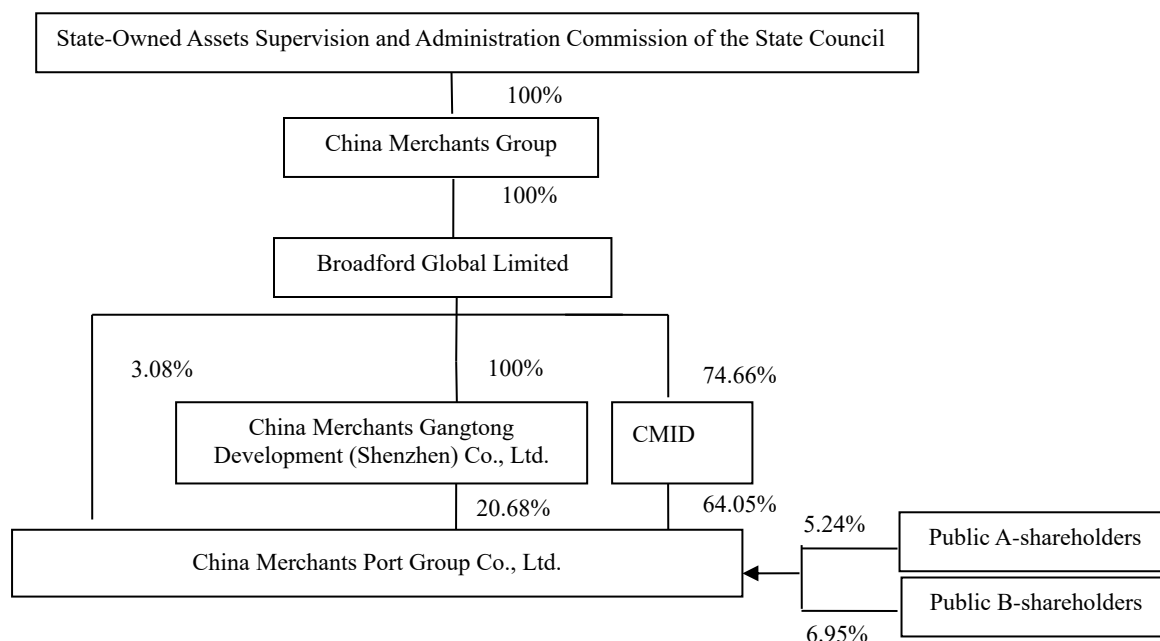 State-Owned Assets Supervision and Administration Commission of the State Council
100%
China Merchants Group
100%
Broadford Global Limited
3.08%
100%
74.66%
China Merchants Gangtong
Development (Shenzhen) Co., Ltd.
CMID
20.68%
64.05%
5.24%
Public A-shareholders
China Merchants Port Group Co., Ltd.
Public B-shareholders
6.95%